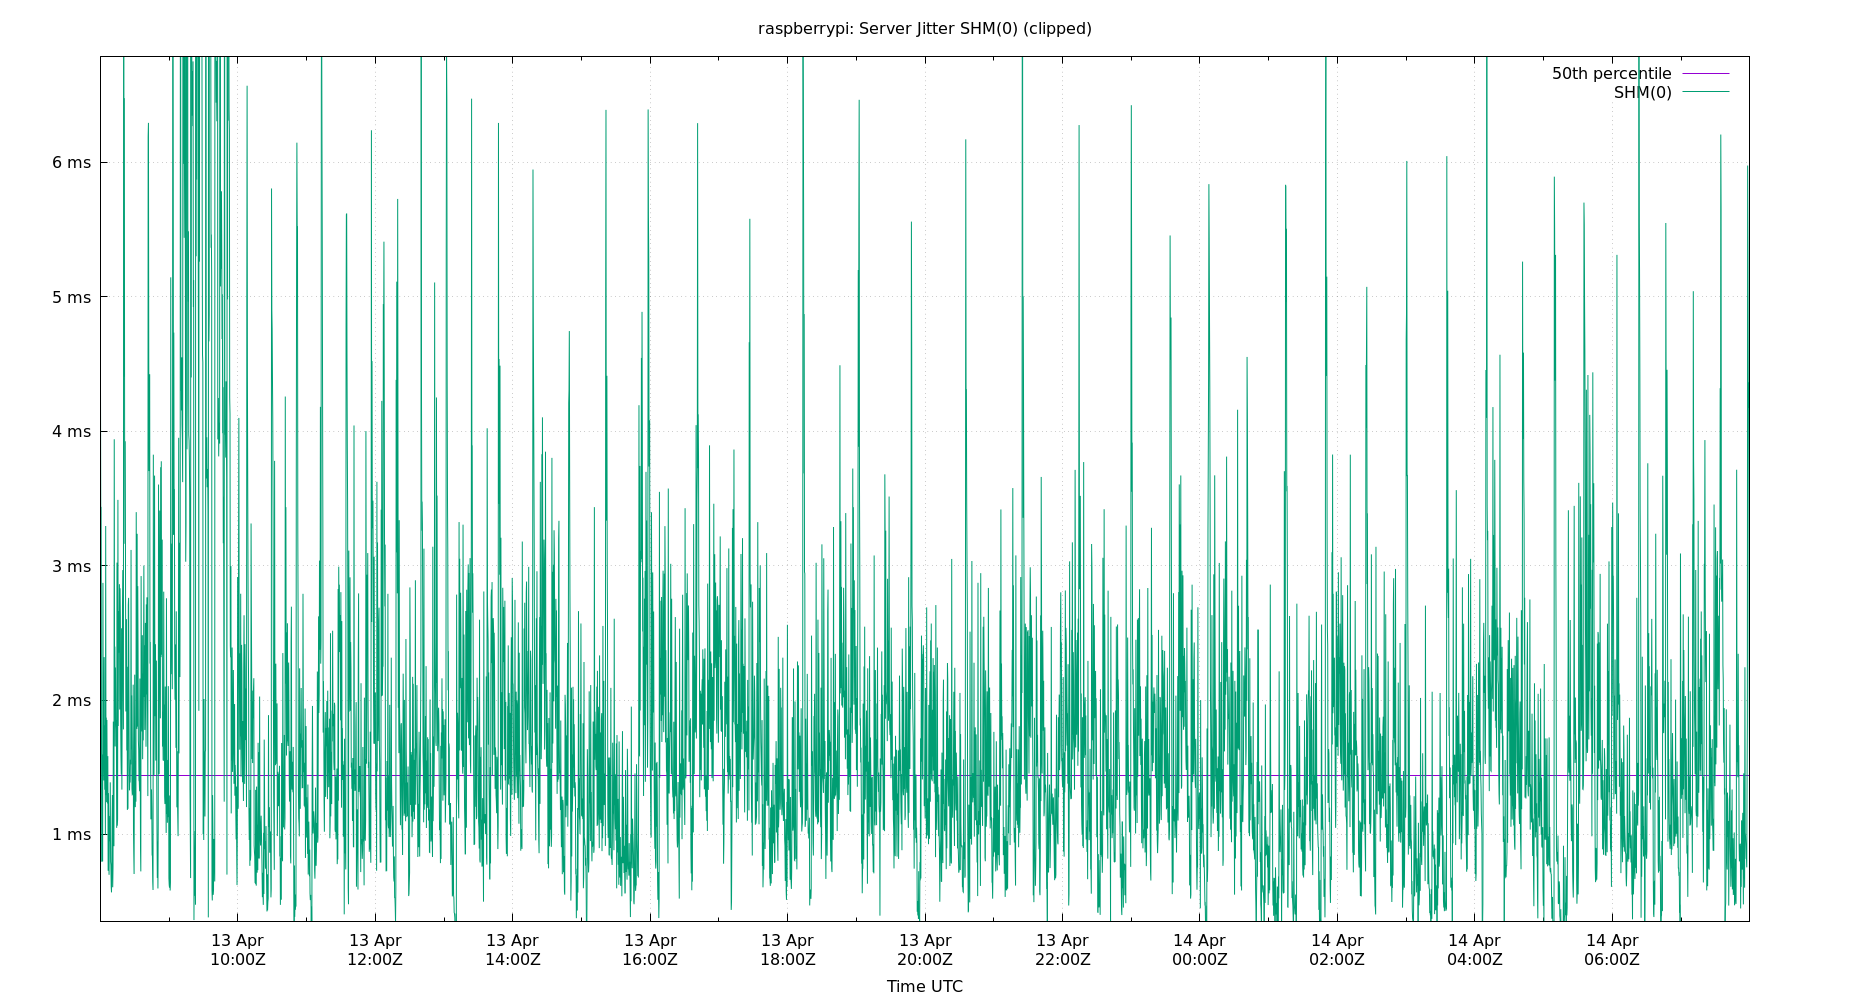 raspberrypi: Server Jitter SHM(0) (clipped)
50th percentile
SHM(0)
6 ms
5 ms
4 ms
3 ms
2 ms
1 ms
13 Apr 13 Apr 13 Apr 13 Apr 13 Apr 13 Apr 13 Apr 14 Apr 14 Apr 14 Apr 14 Apr
10:00Z 12:00Z 14:00Z 16:00Z 18:00Z 20:00Z 22:00Z 00:00Z 02:00Z 04:00Z 06:00Z
Time UTC